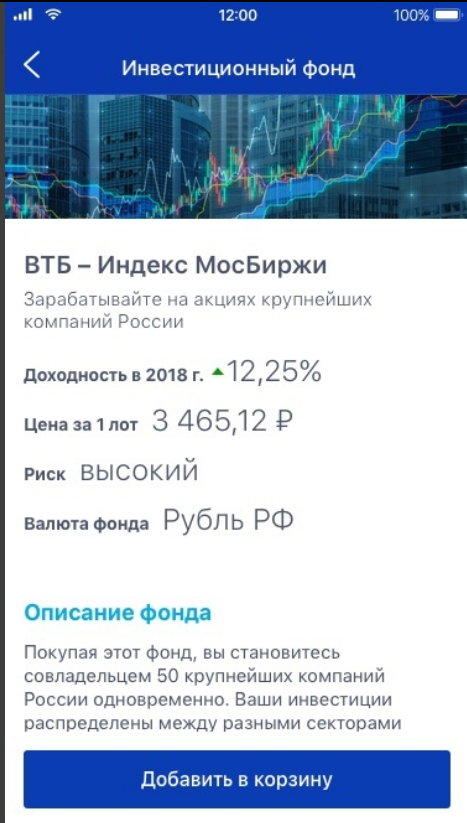 12:00
100%
Инвестиционный фонд
ВТБ – Индекс МосБиржи
Зарабатывайте на акциях крупнейших
компаний России
Доходность в 2018 г. 12,25%
Цена за 1 лот 3 465,12 ₽
Риск ВЫСОКИЙ
Валюта фонда Рубль РФ
Описание фонда
Покупая этот фонд, вы становитесь
совладельцем 50 крупнейших компаний
России одновременно. Ваши инвестиции
распределены между разными секторами
Добавить в корзину